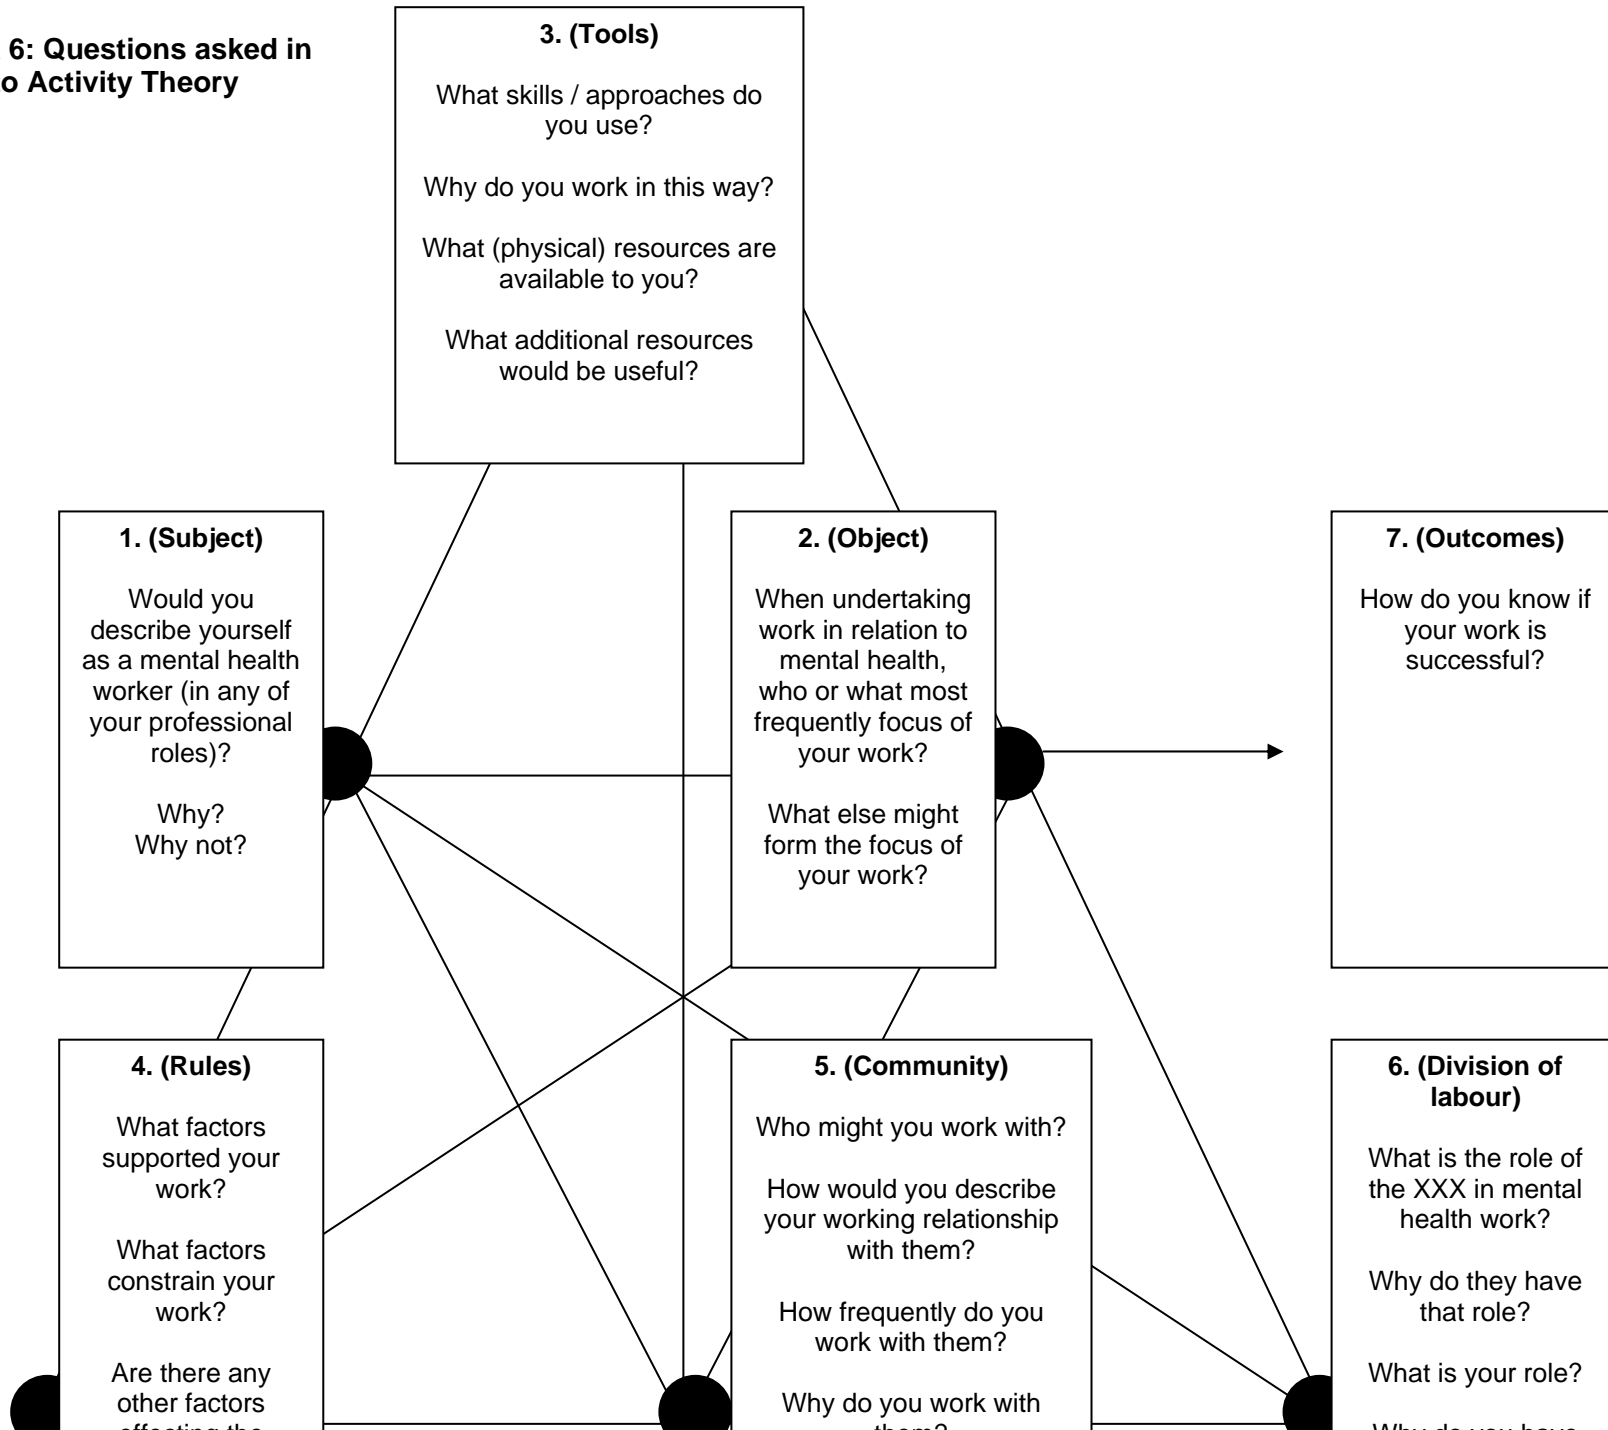 6: Questions asked in
o Activity Theory
3. (Tools)
What skills / approaches do
you use?
Why do you work in this way?
What (physical) resources are
available to you?
What additional resources
would be useful?
1. (Subject)
Would you
describe yourself
as a mental health
worker (in any of
your professional
roles)?
Why?
Why not?
2. (Object)
When undertaking
work in relation to
mental health,
who or what most
frequently focus of
your work?
What else might
form the focus of
your work?
7. (Outcomes)
How do you know if
your work is
successful?
4. (Rules)
What factors
supported your
work?
What factors
constrain your
work?
Are there any
other factors
5. (Community)
Who might you work with?
How would you describe
your working relationship
with them?
How frequently do you
work with them?
Why do you work with
them?
6. (Division of
labour)
What is the role of
the XXX in mental
health work?
Why do they have
that role?
What is your role?
Why do you have